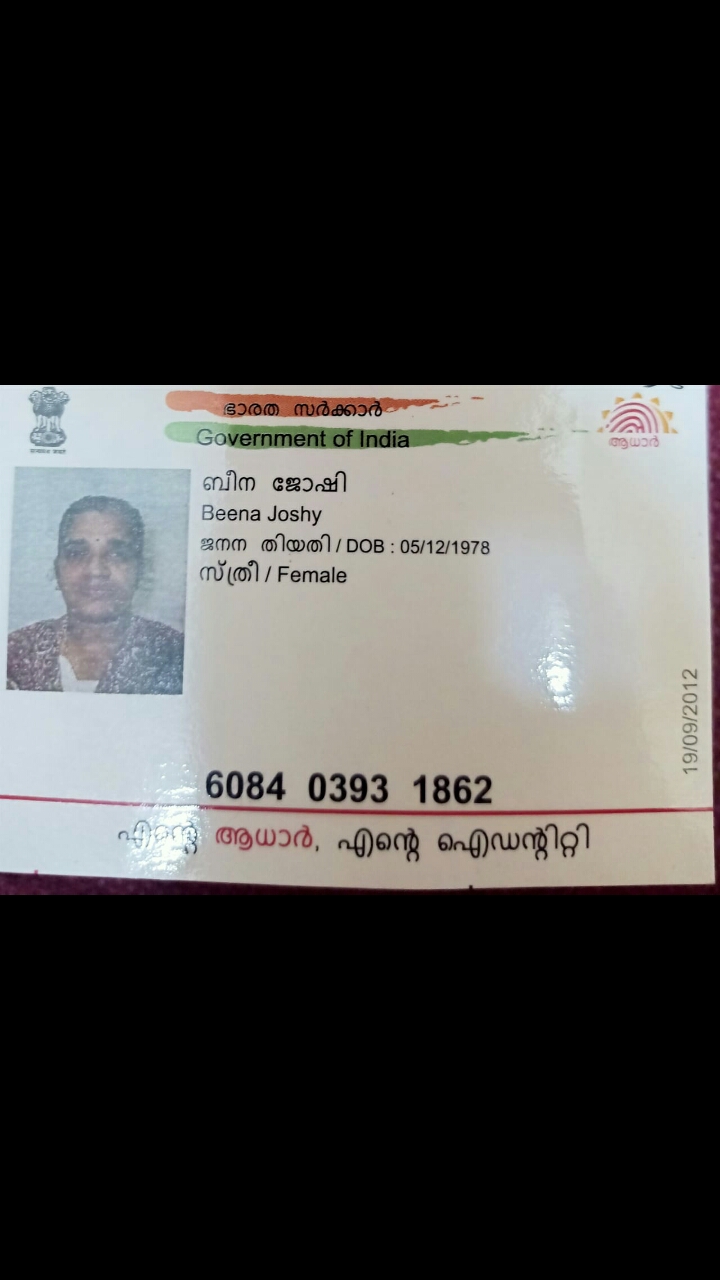 ഭാരത സർക്കാർ
Government of India
ആധാർ
ബീന ജോഷി
Beena Joshy
ജനന തിയതി / DOB : 05/12/1978
സ്ത്രീ / Female
19/09/2012
6084 0393 1862
എന്റെ ആധാർ, എന്റെ ഐഡന്റിറ്റി